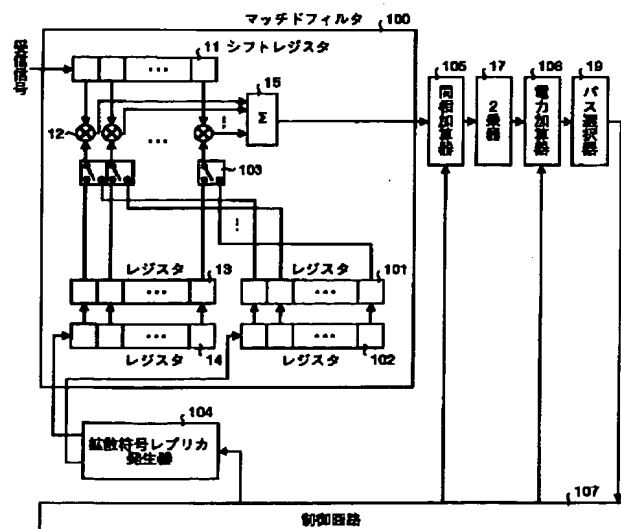 マッチドフィルタ
100
11 シフトレジスタ
15
Σ
12
103
レジスタ
13
レジスタ
101
レジスタ
14
レジスタ
102
105
同相加算器
17
2乗器
106
電力加算器
19
パス選択器
104
拡散符号レプリカ
発生器
107
制御回路